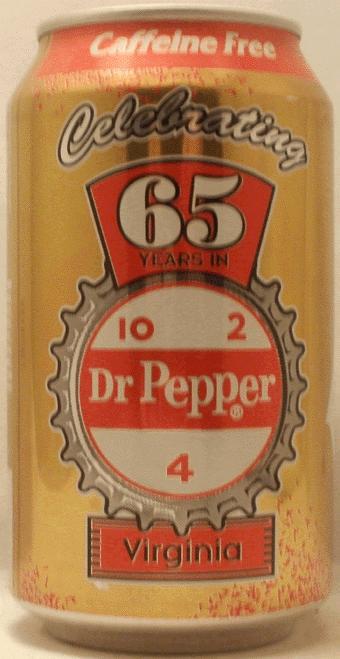 Caffeine Free
Celebrating
65
YEARS IN
10 2
Dr Pepper®
4
Virginia